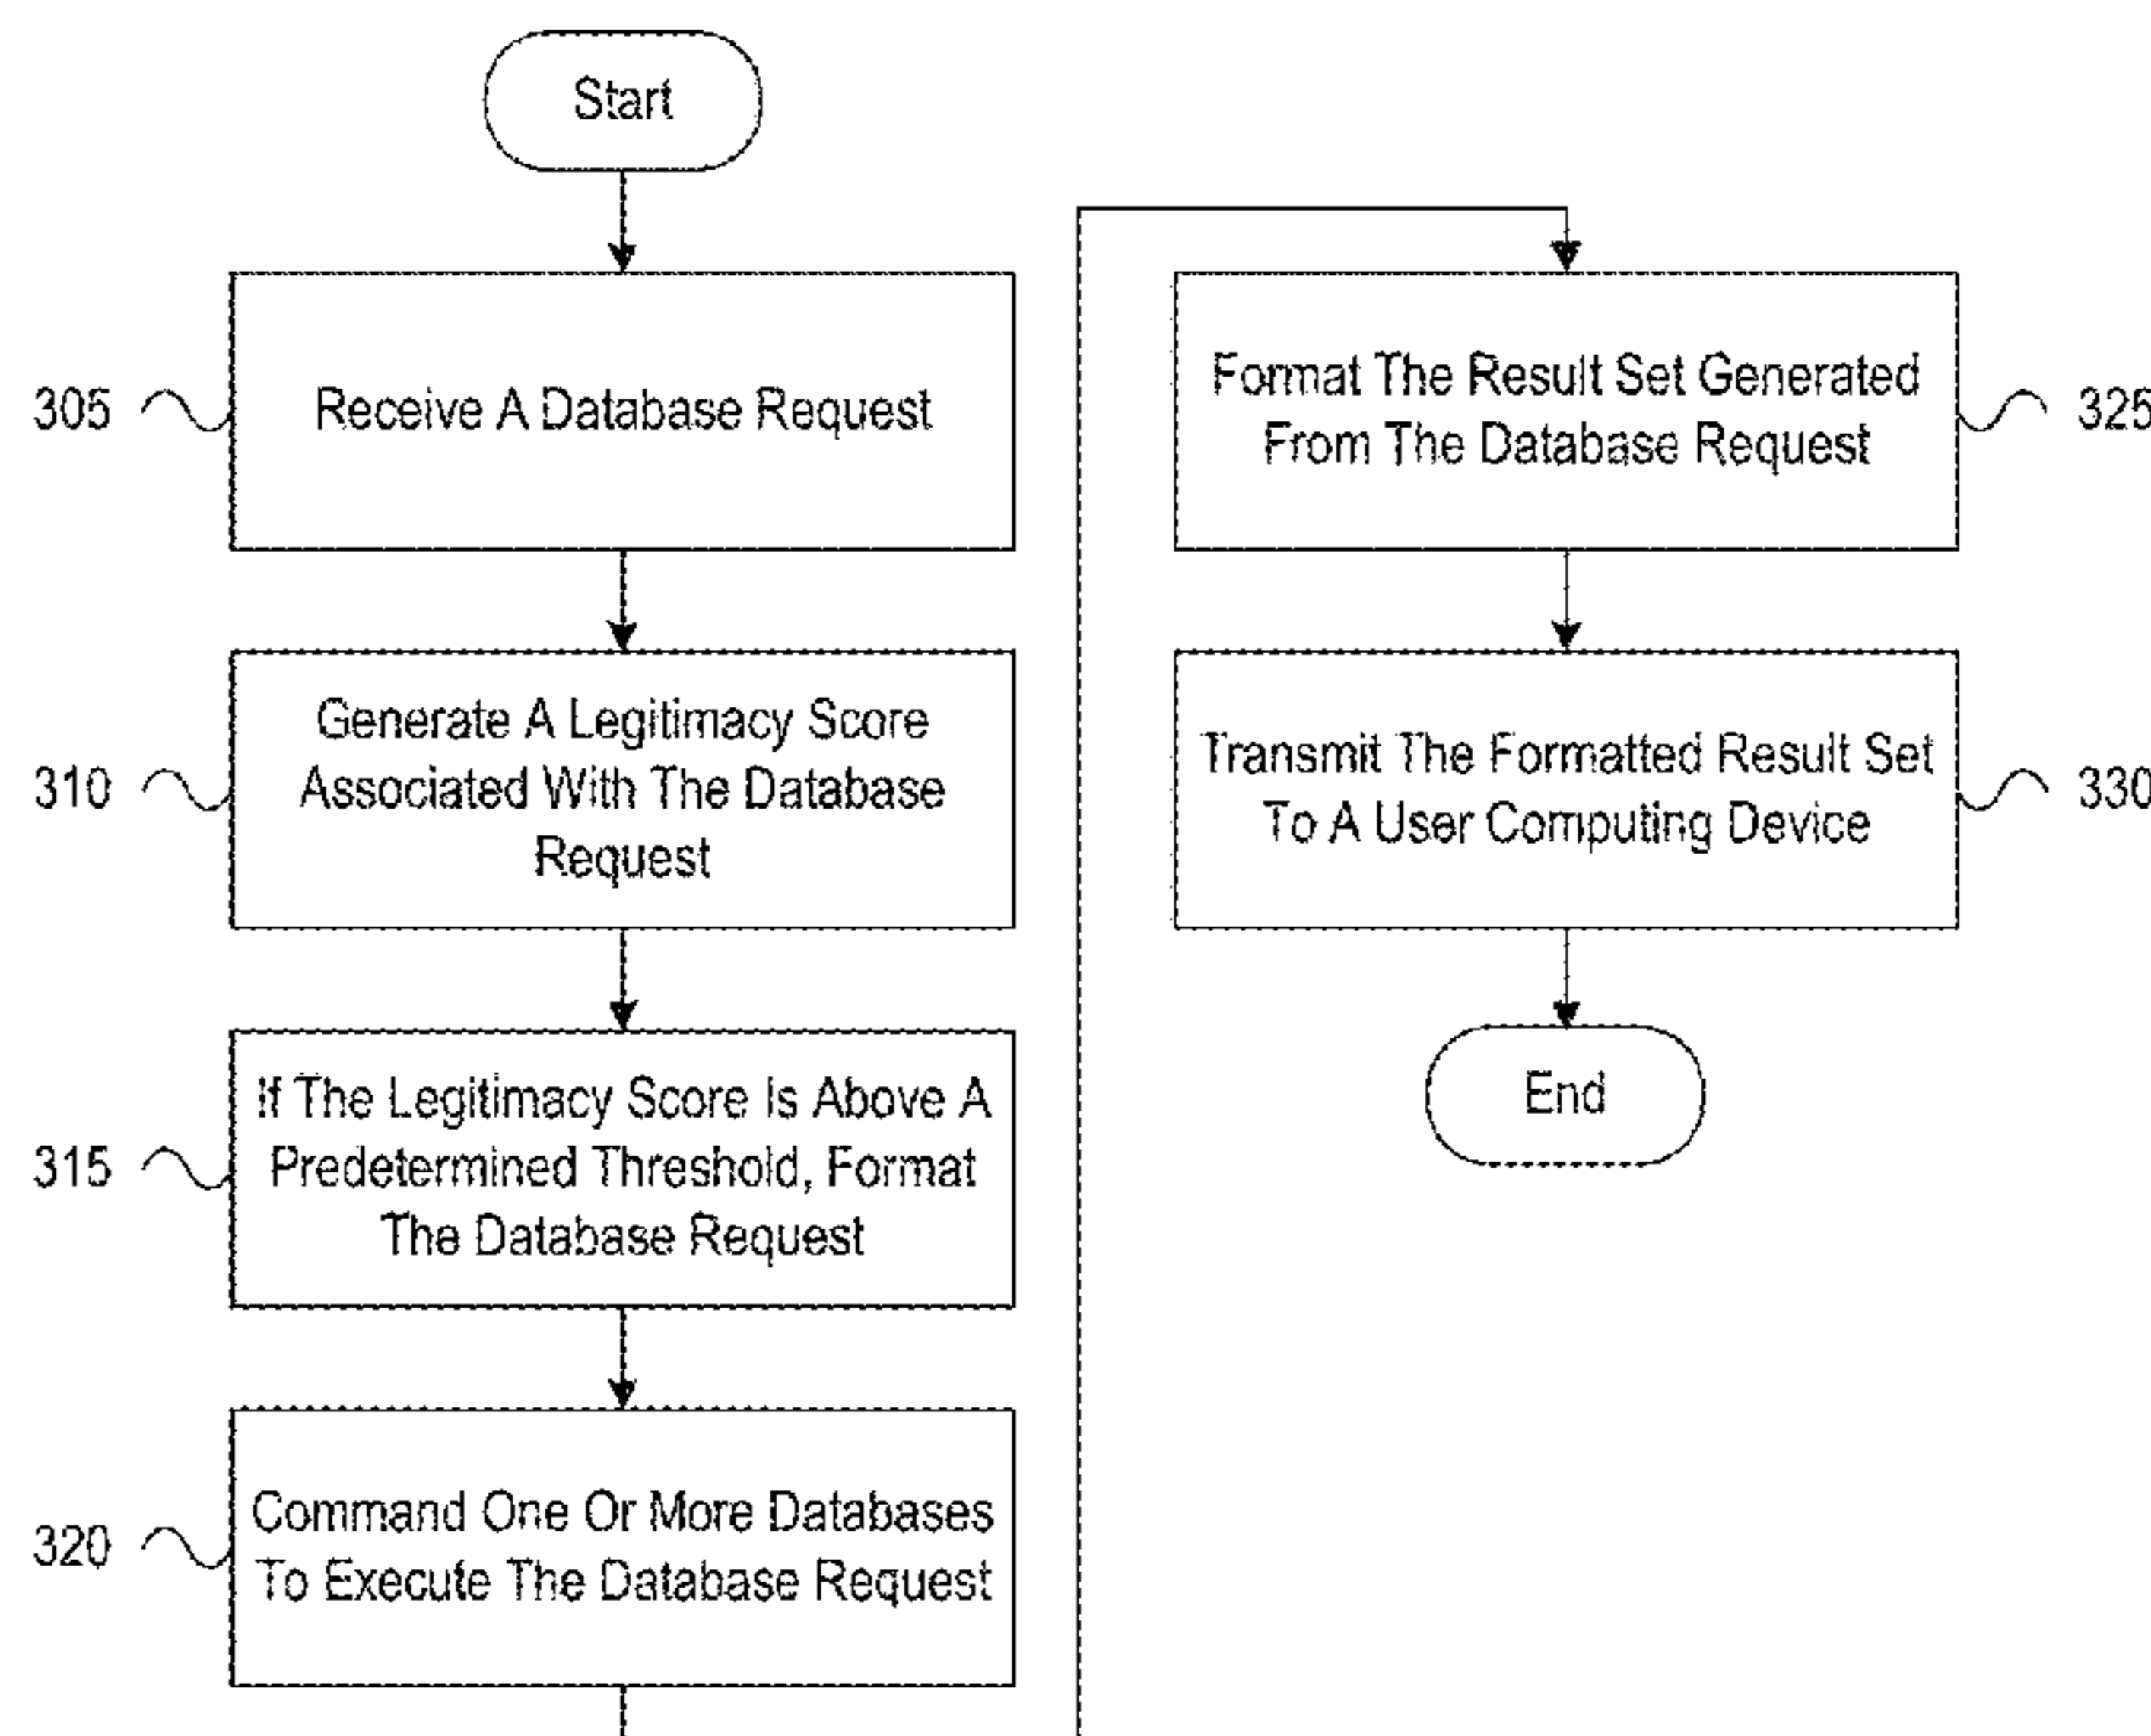 Start
305
Receive A Database Request
310
Generate A Legitimacy Score
Associated With The Database
Request
315
If The Legitimacy Score Is Above A
Predetermined Threshold, Format
The Database Request
320
Command One Or More Databases
To Execute The Database Request
Format The Result Set Generated
From The Database Request
325
Transmit The Formatted Result Set
To A User Computing Device
330
End